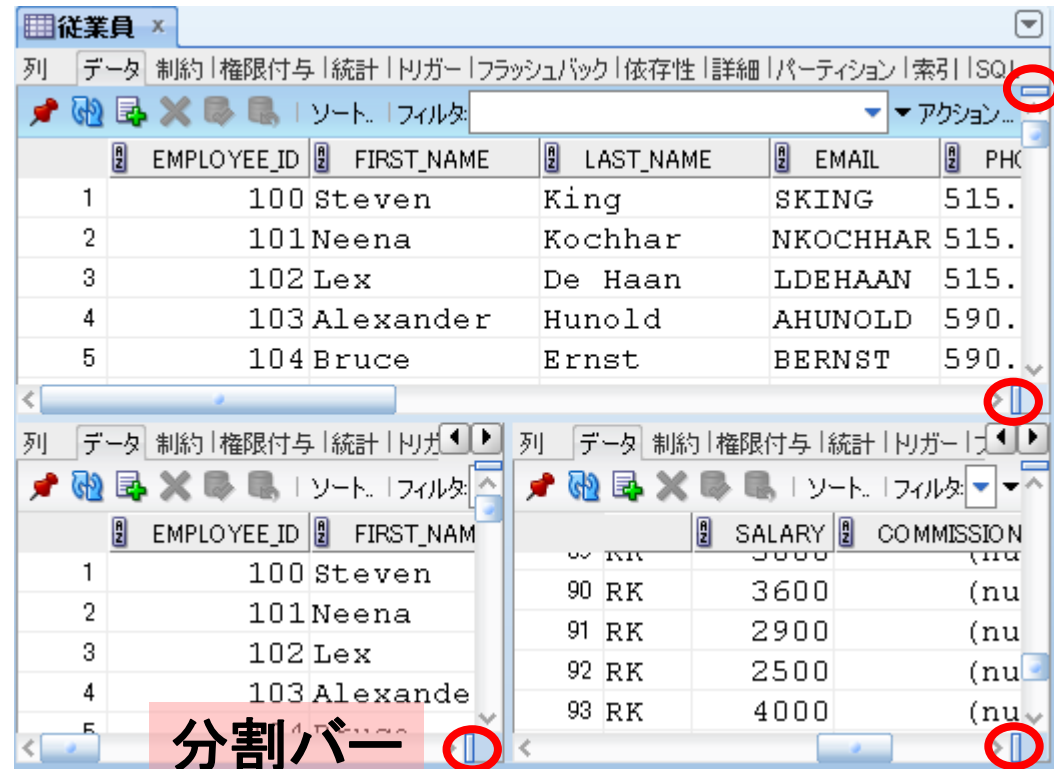 従業員
列 データ 制約 | 権限付与 | 統計 | トリガー | フラッシュバック | 依存性 | 詳細 | パーティション | 索引 | SQL
ソート.. フィルタ: アクション...
EMPLOYEE_ID FIRST_NAME LAST_NAME EMAIL PHO
1 100 Steven King SKING 515.
2 101 Neena Kochhar NKOCHHAR 515.
3 102 Lex De Haan LDEHAAN 515.
4 103 Alexander Hunold AHUNOLD 590.
5 104 Bruce Ernst BERNST 590.
列 データ 制約 | 権限付与 | 統計 | トリガ
ソート.. フィルタ:
EMPLOYEE_ID FIRST_NAM
1 100 Steven
2 101 Neena
3 102 Lex
4 103 Alexande
分割バー
列 データ 制約 | 権限付与 | 統計 | トリガー | フ
ソート.. フィルタ:
SALARY COMMISSION
90 RK 3600 (nu
91 RK 2900 (nu
92 RK 2500 (nu
93 RK 4000 (nu